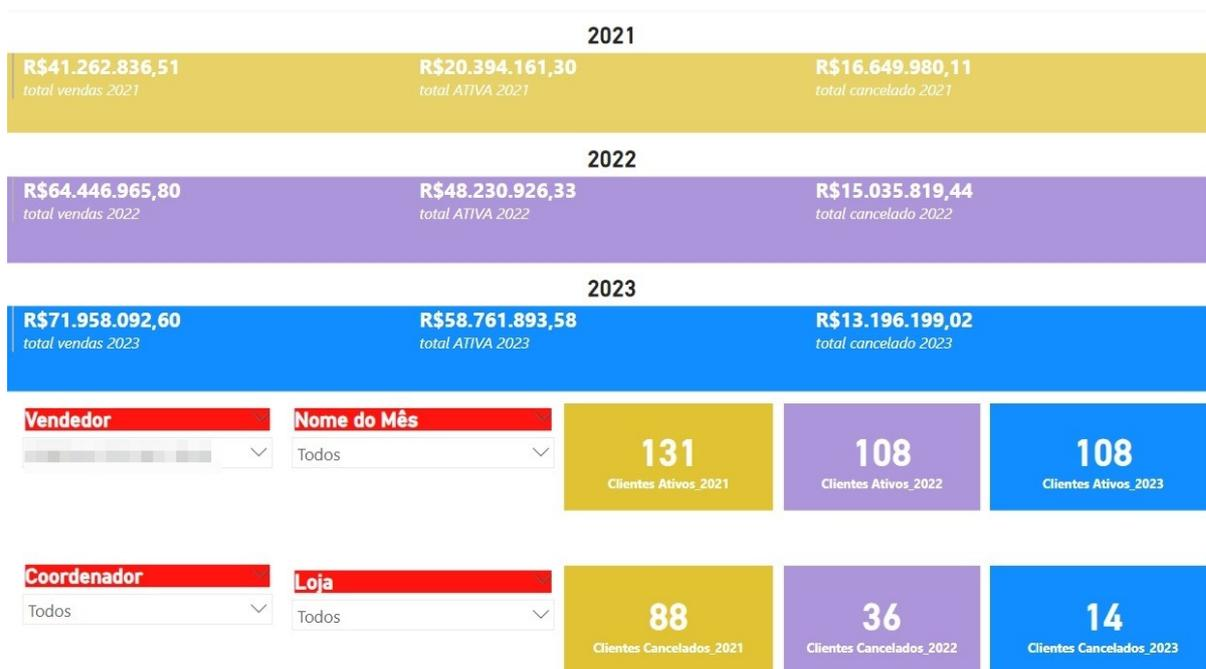 2021
R$41.262.836,51 R$20.394.161,30 R$16.649.980,11
total vendas 2021 total ATIVA 2021 total cancelado 2021
2022
R$64.446.965,80 R$48.230.926,33 R$15.035.819,44
total vendas 2022 total ATIVA 2022 total cancelado 2022
2023
R$71.958.092,60 R$58.761.893,58 R$13.196.199,02
total vendas 2023 total ATIVA 2023 total cancelado 2023
Vendedor Nome do Mês
Todos
131 108 108
Clientes Ativos_2021 Clientes Ativos_2022 Clientes Ativos_2023
Coordenador Loja
Todos Todos
88 36 14
Clientes Cancelados_2021 Clientes Cancelados_2022 Clientes Cancelados_2023